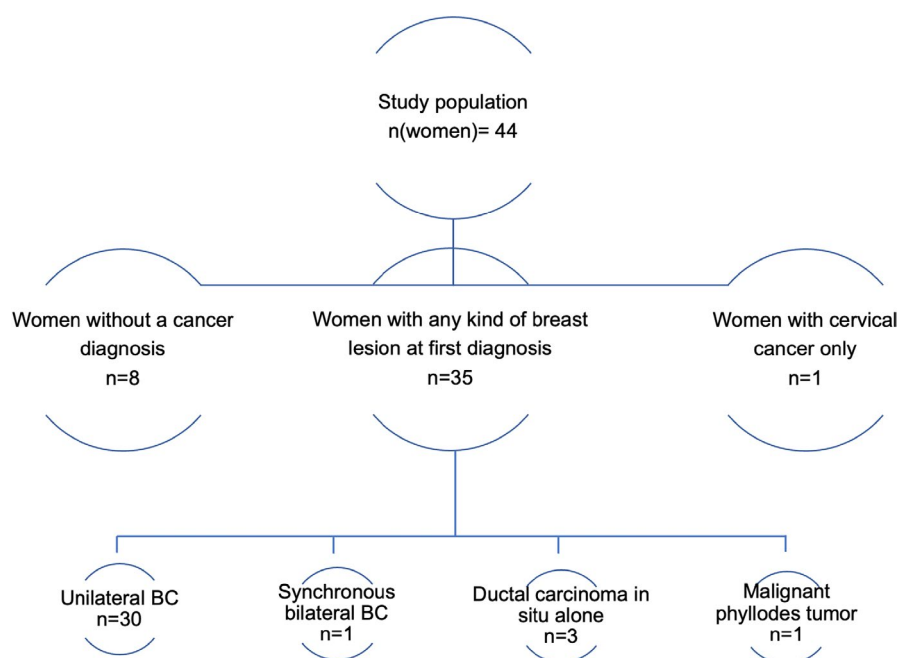 Study population
n(women)= 44
Women without a cancer
diagnosis
n=8
Women with any kind of breast
lesion at first diagnosis
n=35
Women with cervical
cancer only
n=1
Unilateral BC
n=30
Synchronous
bilateral BC
n=1
Ductal carcinoma in
situ alone
n=3
Malignant
phyllodes tumor
n=1